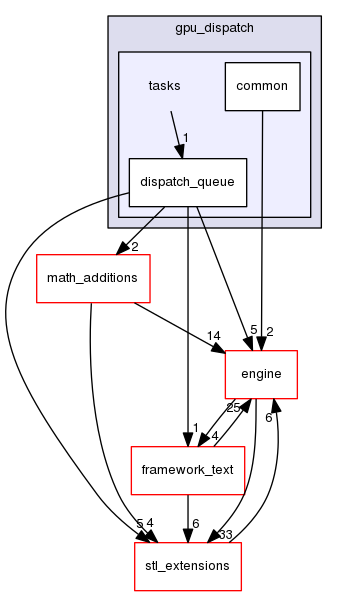 gpu_dispatch
tasks
common
1
dispatch_queue
2
math_additions
14
5
2
engine
25
1
4
6
framework_text
6
5
4
33
stl_extensions